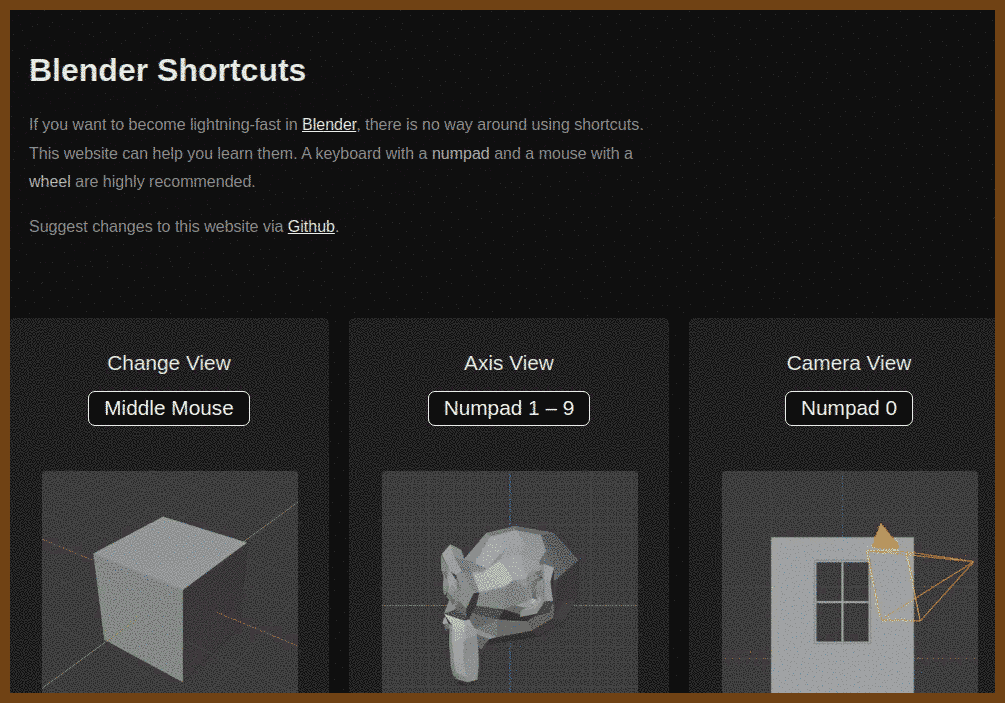 Blender Shortcuts
If you want to become lightning-fast in Blender, there is no way around using shortcuts.
This website can help you learn them. A keyboard with a numpad and a mouse with a
wheel are highly recommended.
Suggest changes to this website via Github.
Change View
Middle Mouse
Axis View
Numpad 1 – 9
Camera View
Numpad 0